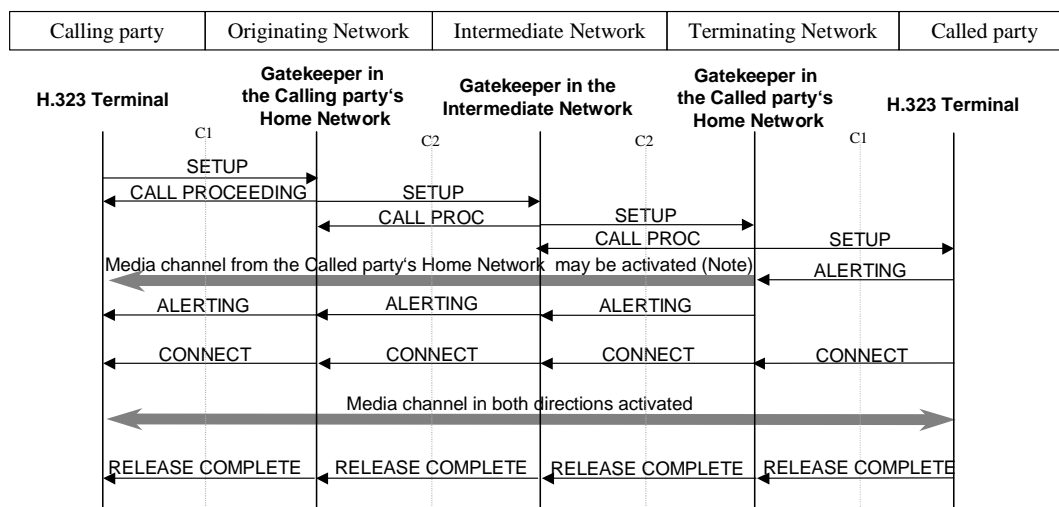 Calling party Originating Network Intermediate Network Terminating Network Called party
H.323 Terminal
Gatekeeper in
the Calling party‘s
Home Network
Gatekeeper in the
Intermediate Network
Gatekeeper in
the Called party‘s
Home Network
H.323 Terminal
C1 C2 C2 C1
SETUP
CALL PROCEEDING SETUP
CALL PROC SETUP
CALL PROC SETUP
Media channel from the Called party‘s Home Network may be activated (Note) ALERTING
ALERTING ALERTING ALERTING
CONNECT CONNECT CONNECT CONNECT
Media channel in both directions activated
RELEASE COMPLETE RELEASE COMPLETE RELEASE COMPLETE RELEASE COMPLETE